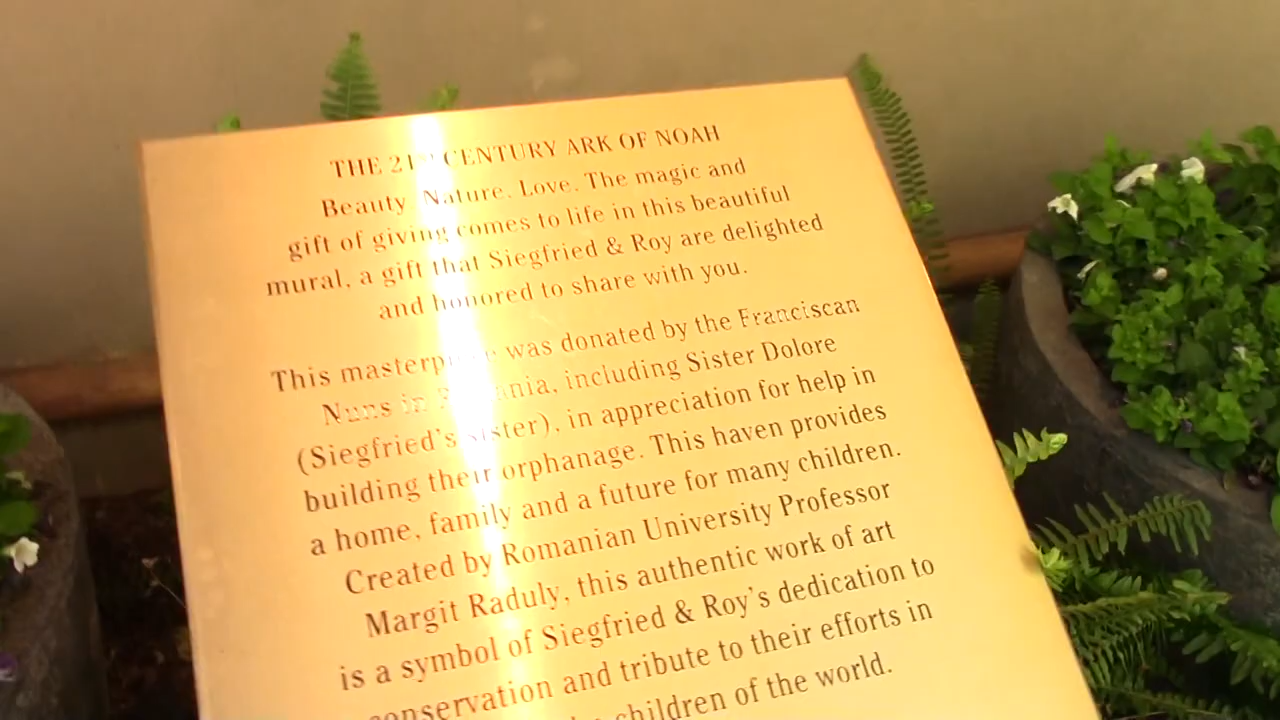 THE 21ST CENTURY ARK OF NOAH
Beauty. Nature. Love. The magic and
gift of giving comes to life in this beautiful
mural, a gift that Siegfried & Roy are delighted
and honored to share with you.
This masterpiece was donated by the Franciscan
Nuns in Romania, including Sister Dolore
(Siegfried's sister), in appreciation for help in
building their orphanage. This haven provides
a home, family and a future for many children.
Created by Romanian University Professor
Margit Raduly, this authentic work of art
is a symbol of Siegfried & Roy's dedication to
conservation and tribute to their efforts in
children of the world.